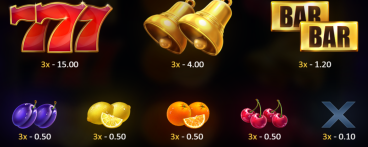 777
BAR
BAR
3x - 15.00
3x - 4.00
3x - 1.20
3x - 0.50
3x - 0.50
3x - 0.50
3x - 0.50
X
3x - 0.10